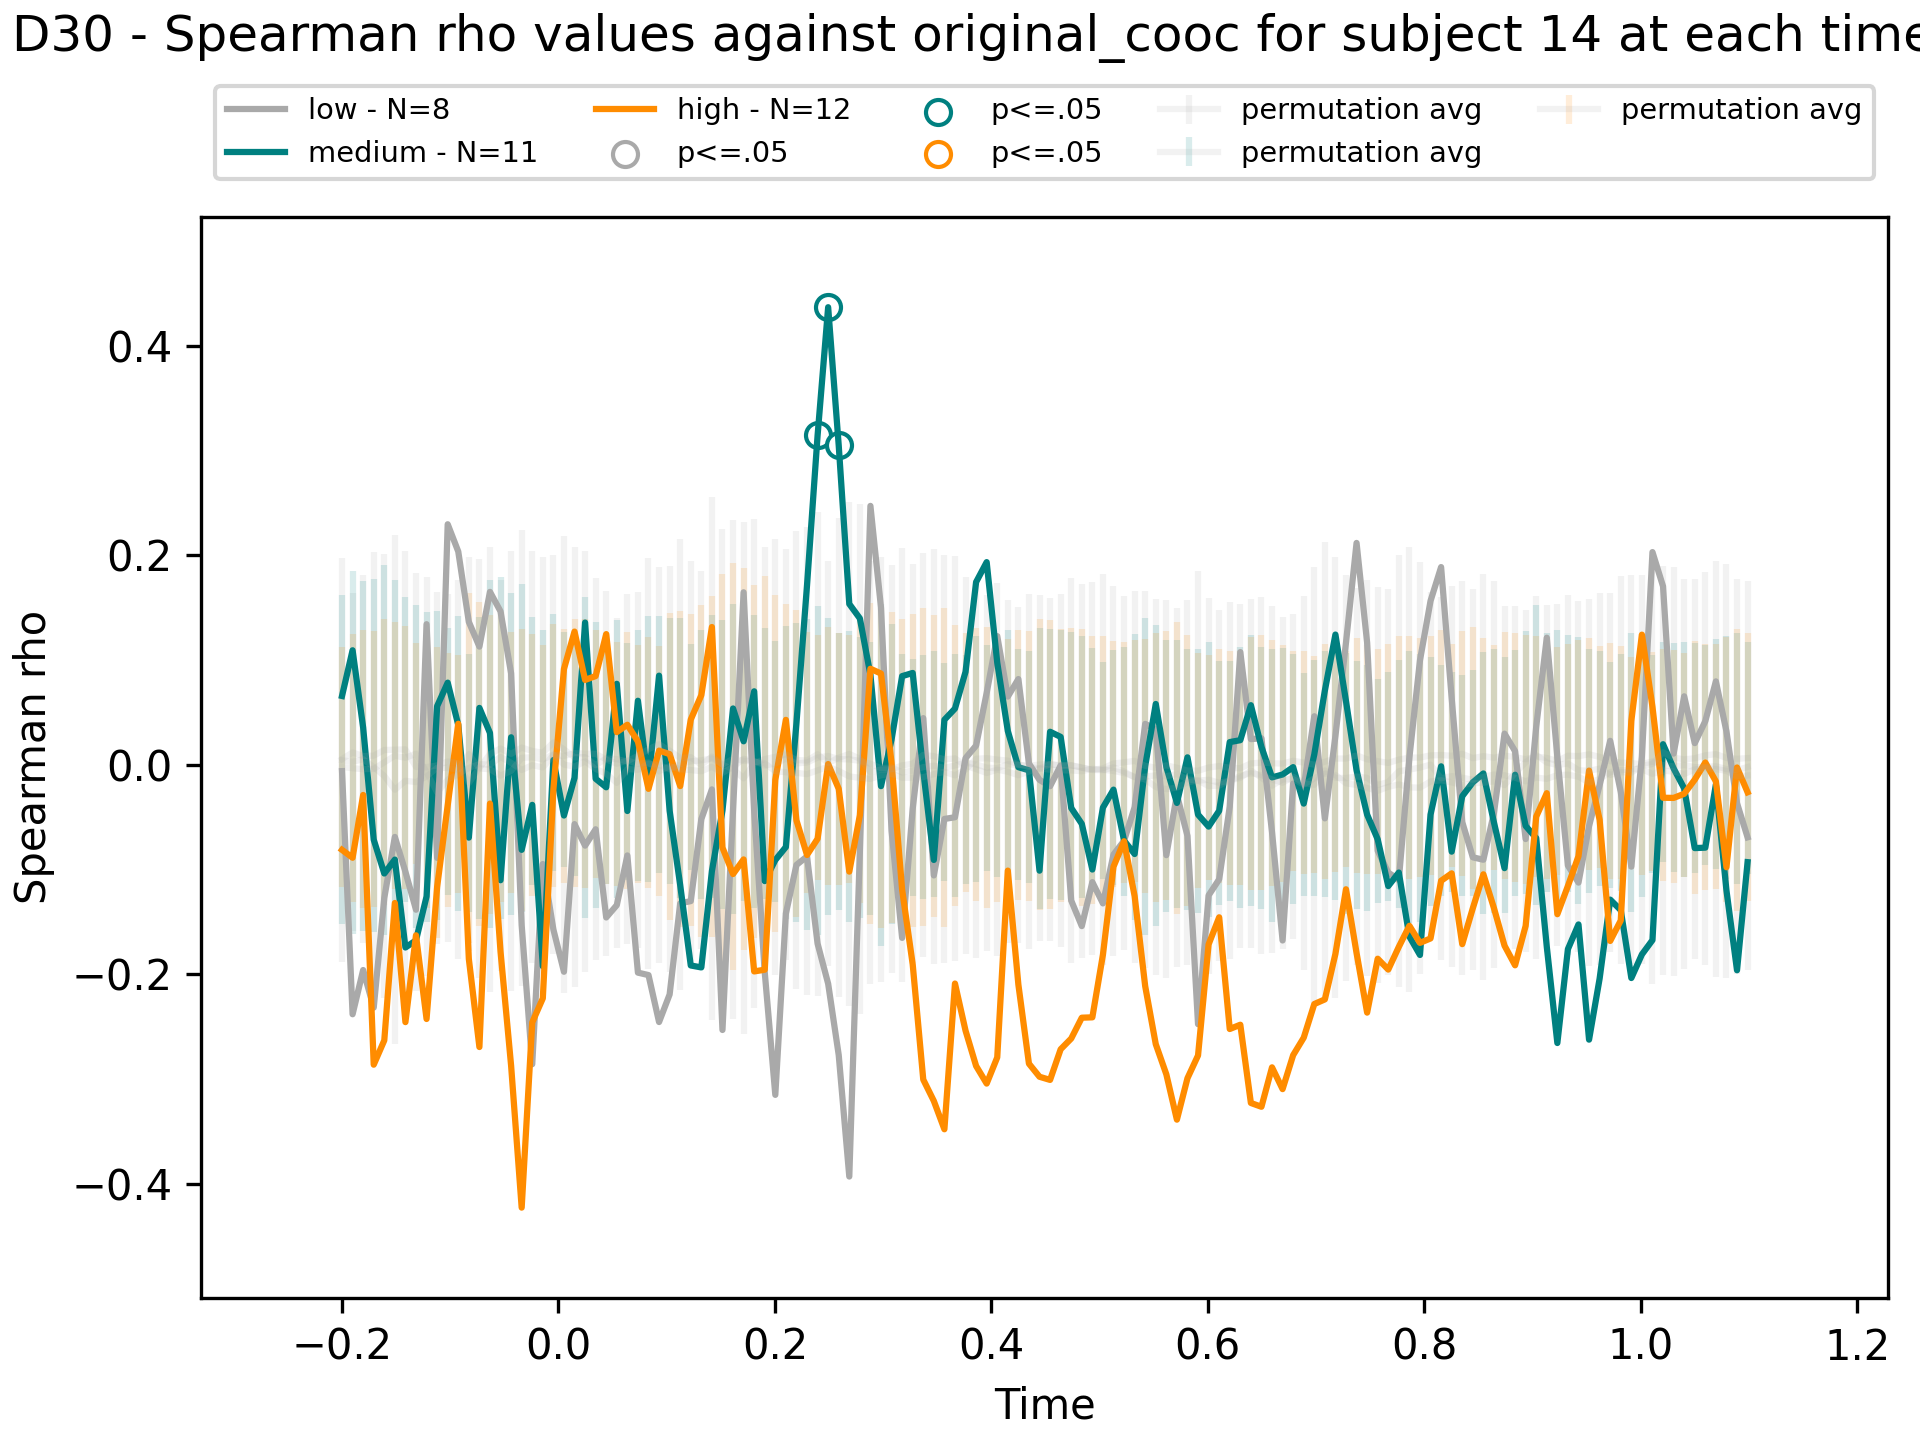 D30 - Spearman rho values against original_cooc for subject 14 at each time
low - N=8
medium - N=11
high - N=12
p<=.05
p<=.05
p<=.05
permutation avg
permutation avg
permutation avg
Spearman rho
0.4
0.2
0.0
−0.2
−0.4
−0.2 0.0 0.2 0.4 0.6 0.8 1.0 1.2
Time